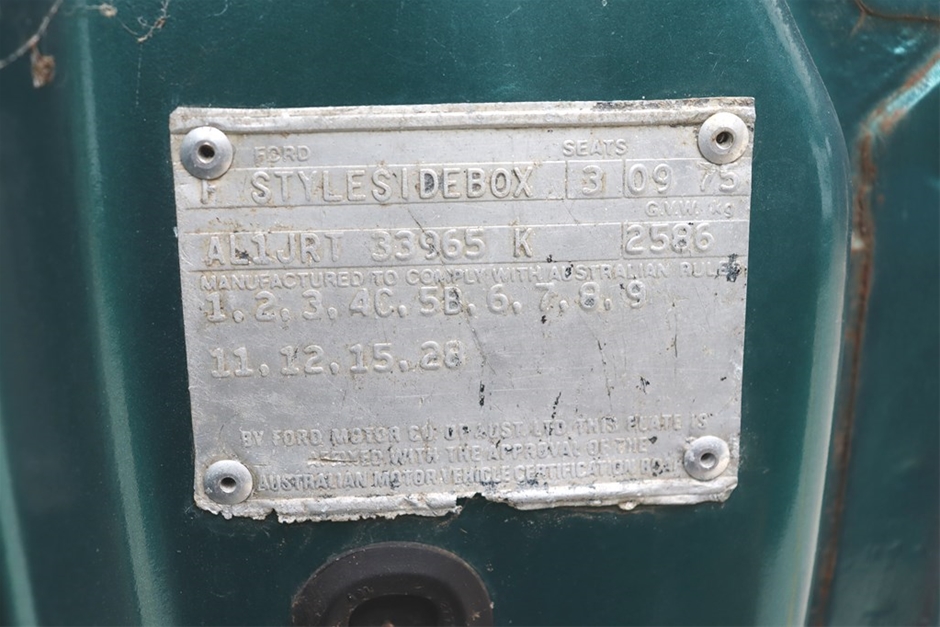 FORD SEATS
F STYLESIDEBOX 3 09 75
G.V.W. kg
AL1JRT 33965 K 2586
MANUFACTURED TO COMPLY WITH AUSTRALIAN RULES
1.2.3.4C.5B.6.7.8.9
11.12.15.28
BY FORD MOTOR CO OF AUST LTD THIS PLATE IS
WITH THE APPROVAL OF THE
AUSTRALIAN MOTOR VEHICLE CERTIFICATION